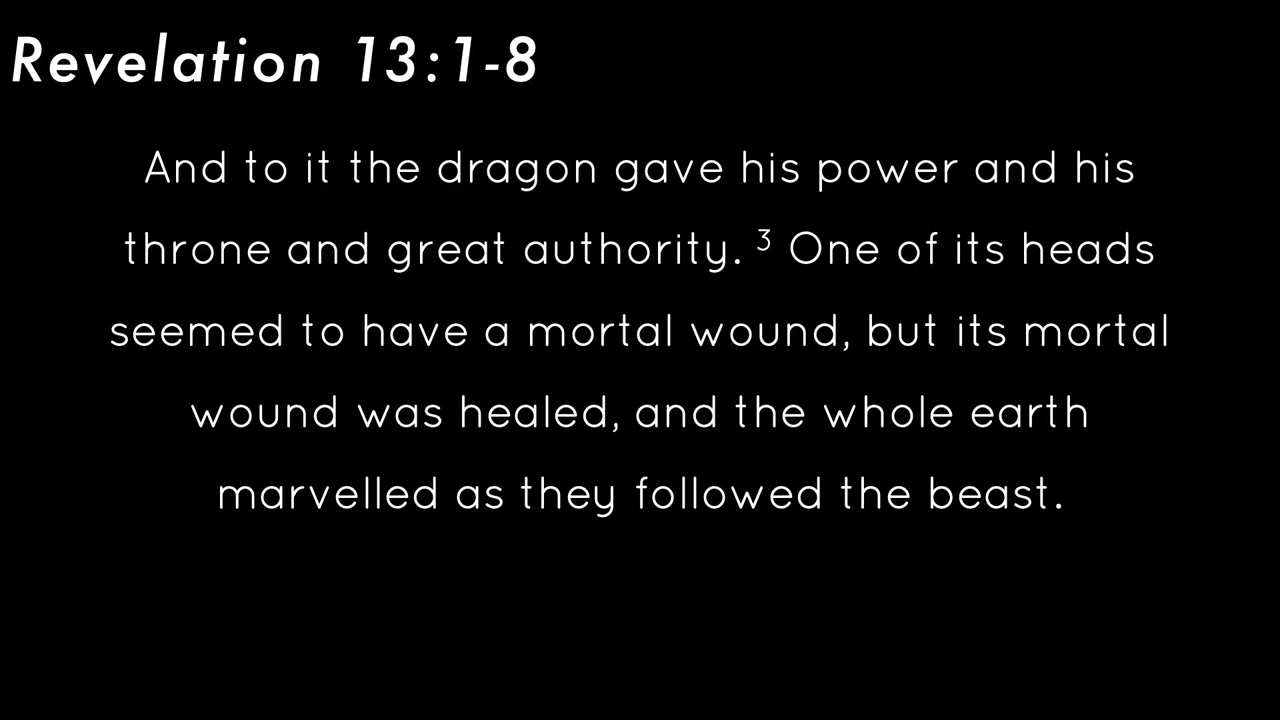 Revelation 13:1-8
And to it the dragon gave his power and his
throne and great authority. ³ One of its heads
seemed to have a mortal wound, but its mortal
wound was healed, and the whole earth
marvelled as they followed the beast.